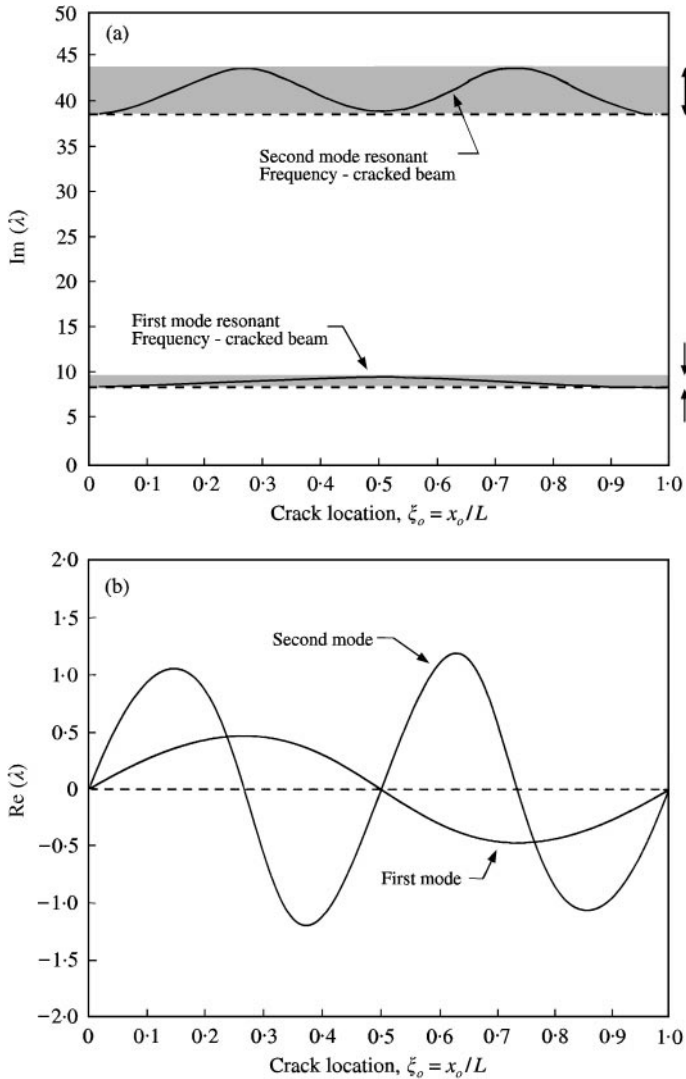 (a)
50
45
40
35
30
25
20
15
10
5
0
Im (λ)
Second mode resonant
Frequency - cracked beam
First mode resonant
Frequency - cracked beam
0 0·1 0·2 0·3 0·4 0·5 0·6 0·7 0·8 0·9 1·0
Crack location, ξₒ = xₒ/L
(b)
2·0
1·5
1·0
0·5
0
−0·5
−1·0
−1·5
−2·0
Re (λ)
Second mode
First mode
0 0·1 0·2 0·3 0·4 0·5 0·6 0·7 0·8 0·9 1·0
Crack location, ξₒ = xₒ/L